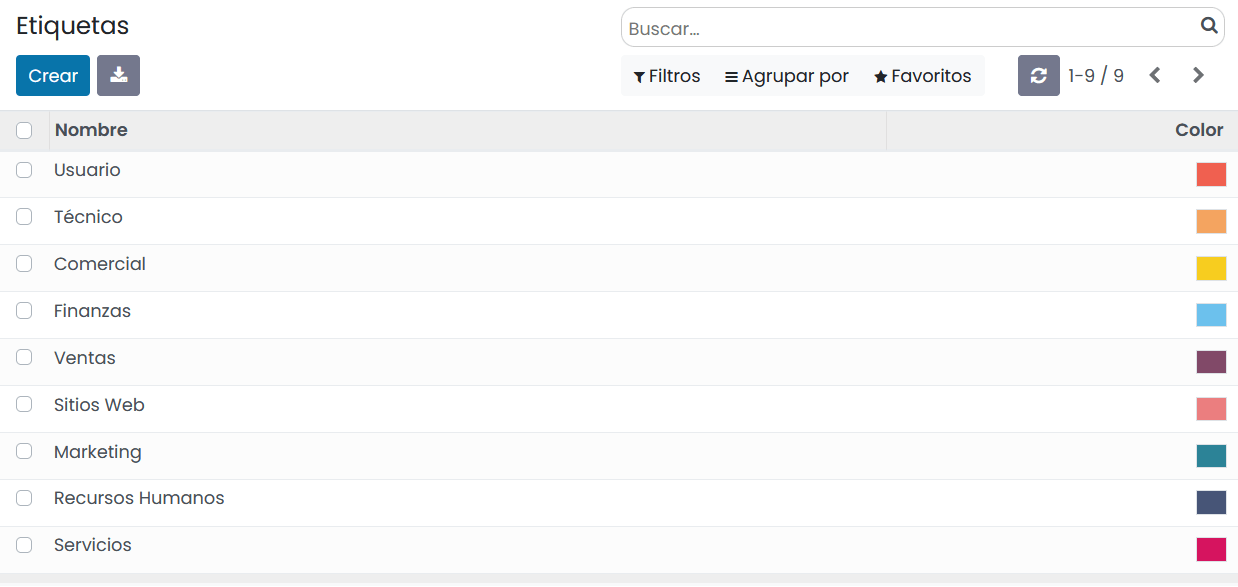 Etiquetas
Buscar...
Crear
Filtros Agrupar por Favoritos 1-9 / 9
Nombre Color
Usuario
Técnico
Comercial
Finanzas
Ventas
Sitios Web
Marketing
Recursos Humanos
Servicios